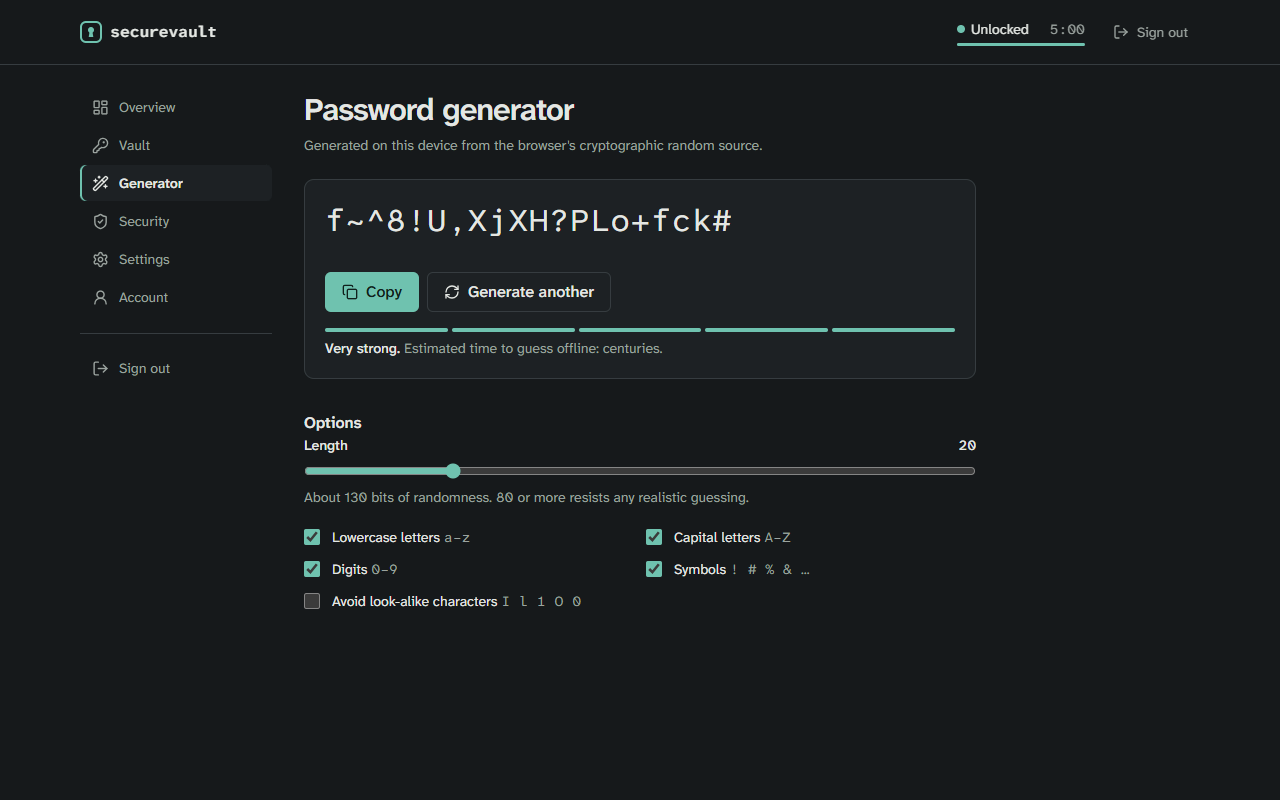 securevault
Unlocked 5:00
Sign out
Overview
Vault
Generator
Security
Settings
Account
Sign out
Password generator
Generated on this device from the browser's cryptographic random source.
f~^8!U,XjXH?PLo+fck#
Copy
Generate another
Very strong. Estimated time to guess offline: centuries.
Options
Length 20
About 130 bits of randomness. 80 or more resists any realistic guessing.
Lowercase letters a–z
Capital letters A–Z
Digits 0–9
Symbols ! # % & …
Avoid look-alike characters I l 1 O 0